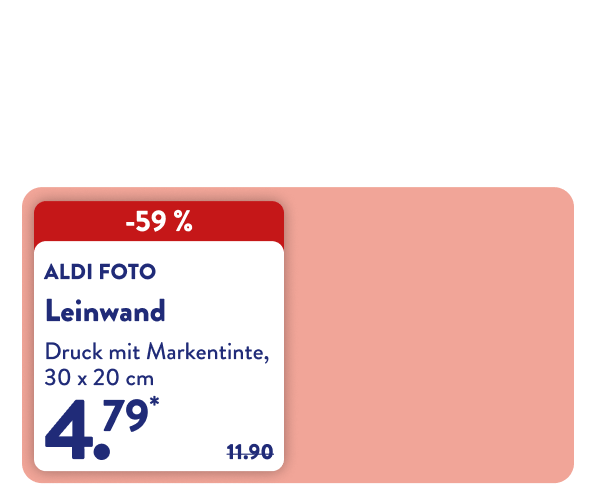 -59 %
ALDI FOTO
Leinwand
Druck mit Markentinte,
30 x 20 cm
4.79*
11.90